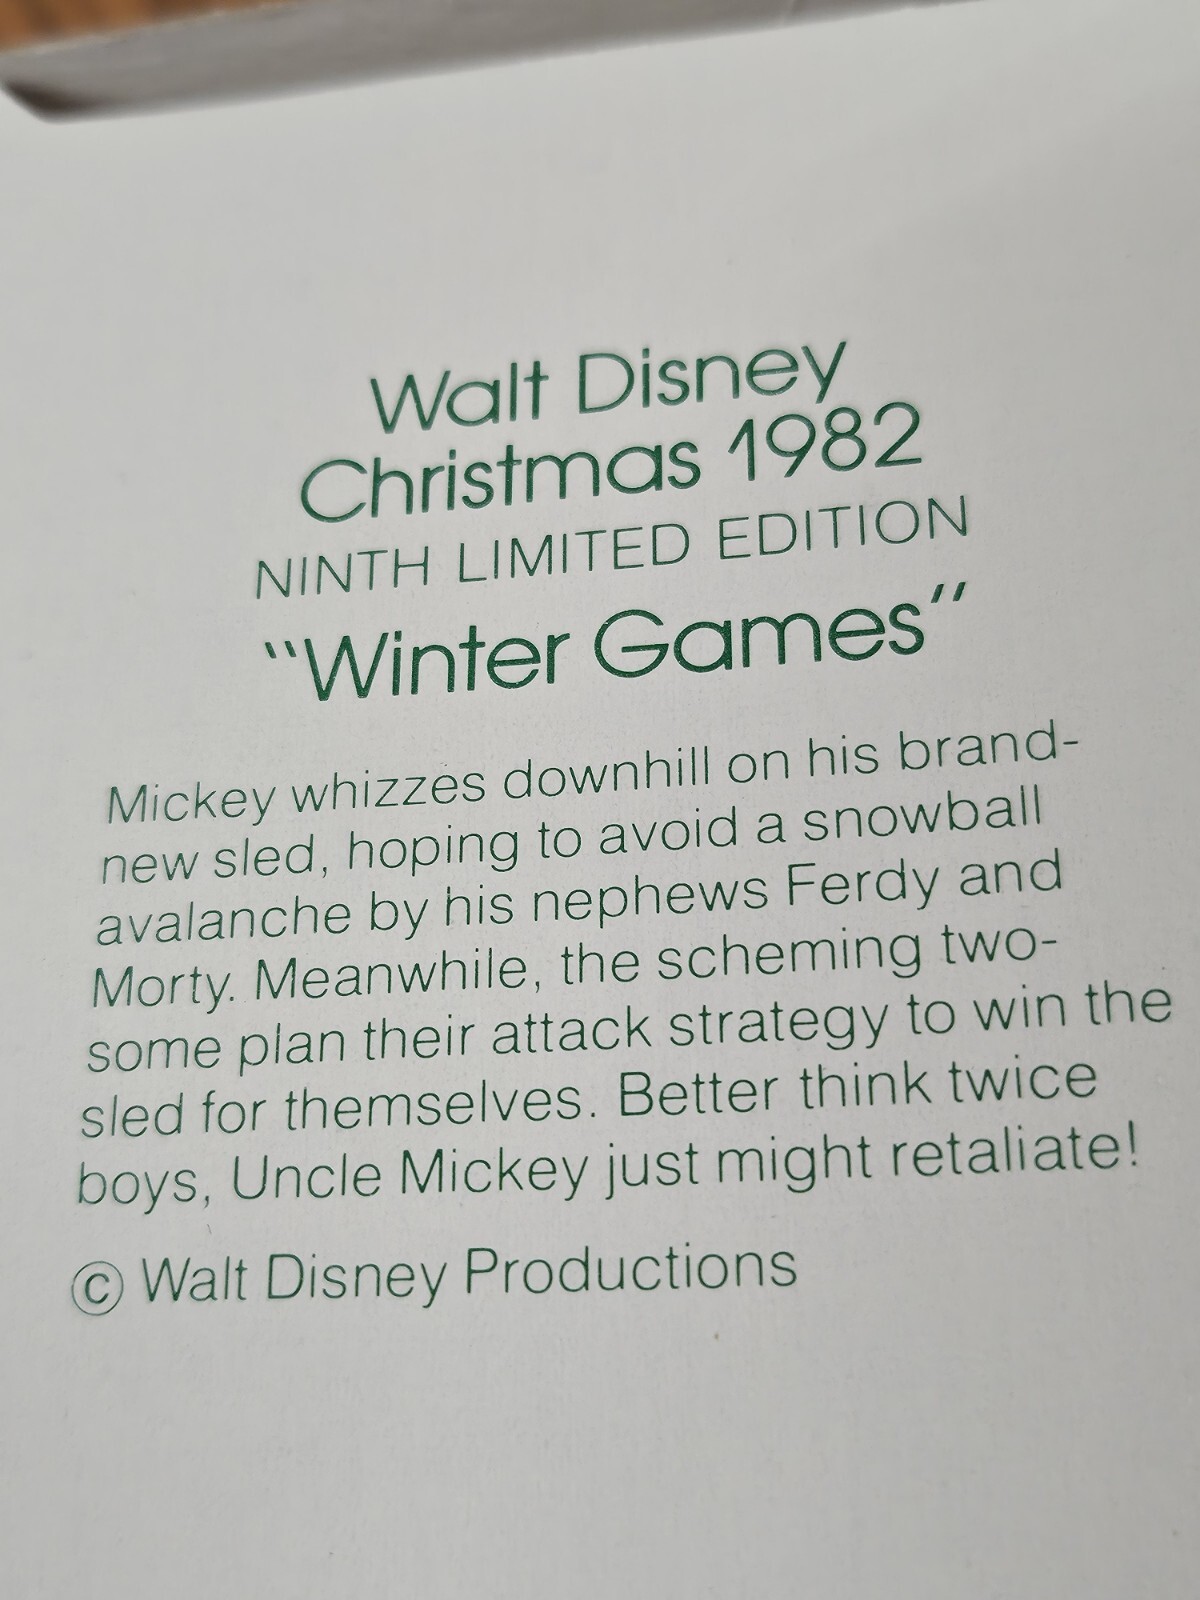 Walt Disney
Christmas 1982
NINTH LIMITED EDITION
"Winter Games"
Mickey whizzes downhill on his brand-
new sled, hoping to avoid a snowball
avalanche by his nephews Ferdy and
Morty. Meanwhile, the scheming two-
some plan their attack strategy to win the
sled for themselves. Better think twice
boys, Uncle Mickey just might retaliate!
© Walt Disney Productions